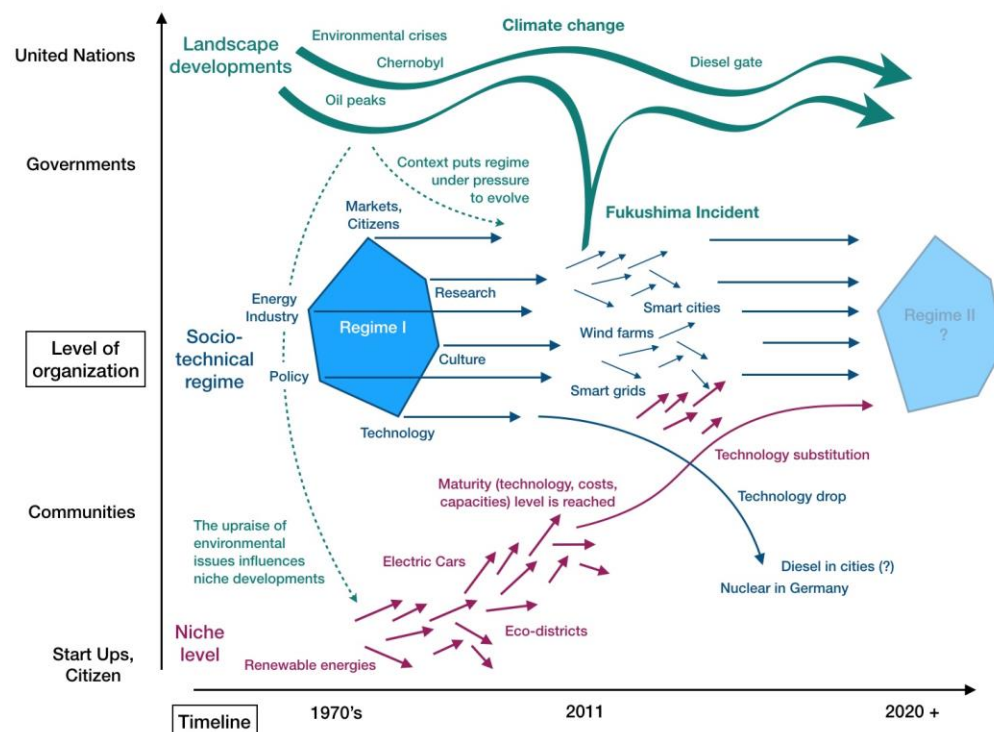 United Nations
Landscape
developments
Environmental crises
Chernobyl
Climate change
Diesel gate
Oil peaks
Governments
Context puts regime
under pressure
to evolve
Fukushima Incident
Markets,
Citizens
Research
Energy
Industry
Regime I
Smart cities
Regime II
?
Level of
organization
Socio-
technical
regime
Wind farms
Culture
Policy
Smart grids
Technology
Technology substitution
Maturity (technology, costs,
capacities) level is reached
Technology drop
Communities
The upraise of
environmental
issues influences
niche developments
Electric Cars
Diesel in cities (?)
Nuclear in Germany
Niche
level
Eco-districts
Renewable energies
Start Ups,
Citizen
Timeline
1970's
2011
2020 +